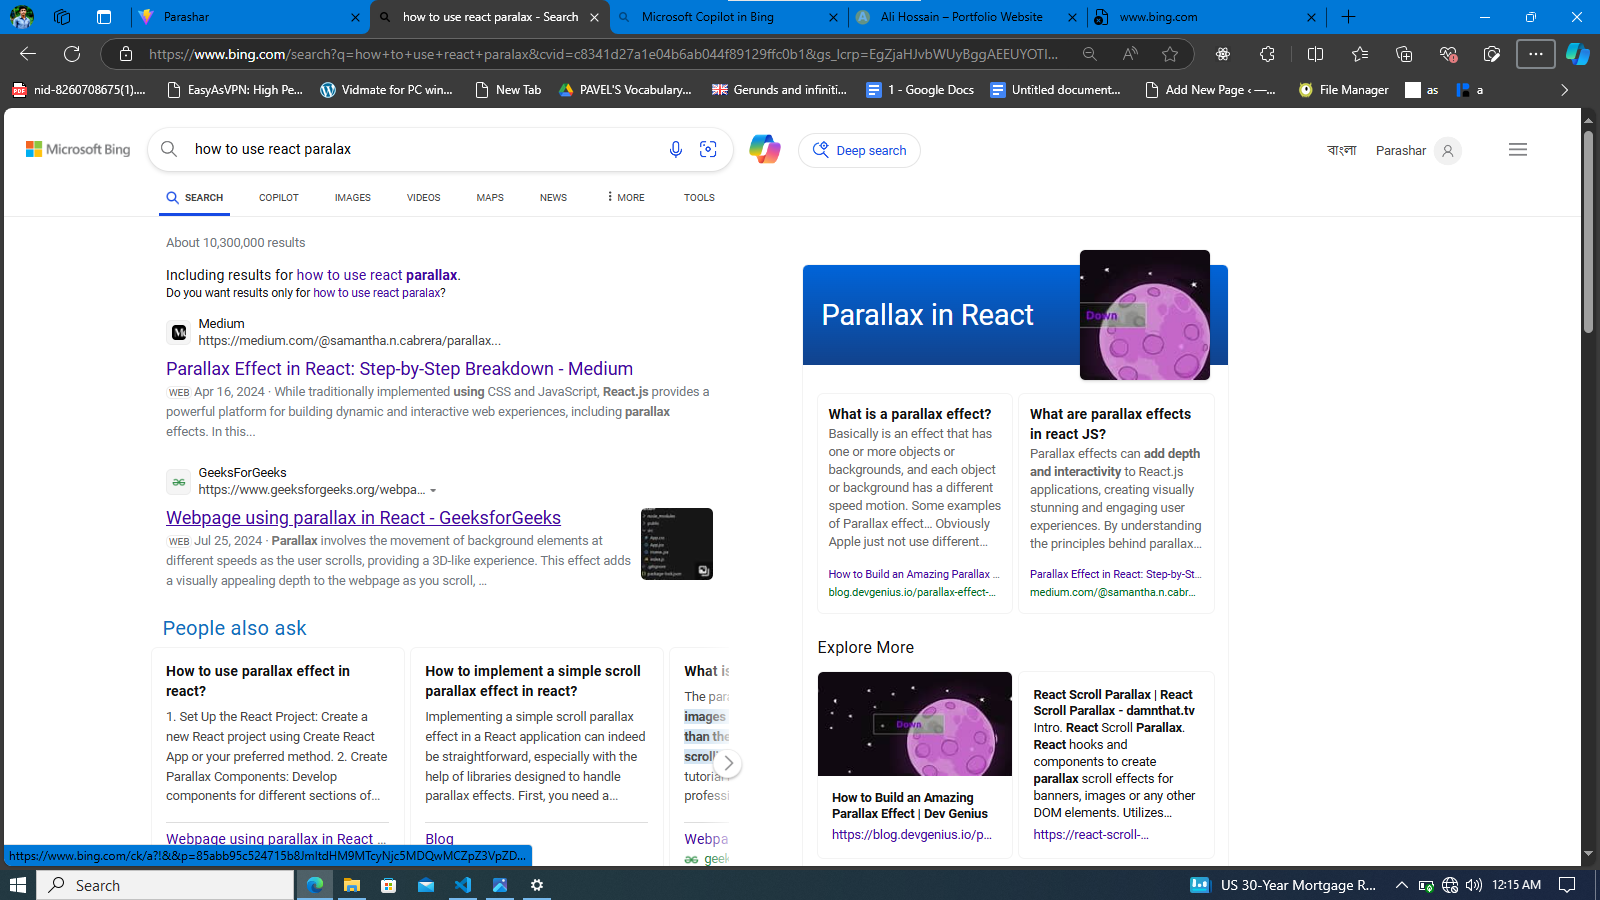 Parashar
how to use react paralax - Search
Microsoft Copilot in Bing
Ali Hossain – Portfolio Website
www.bing.com
https://www.bing.com/search?q=how+to+use+react+paralax&cvid=c8341d27a1e04b6ab044f89129ffc0b1&gs_lcrp=EgZjaHJvbWUyBggAEEUYOTI...
nid-8260708675(1)....
EasyAsVPN: High Pe...
Vidmate for PC win...
New Tab
PAVEL'S Vocabulary...
Gerunds and infiniti...
1 - Google Docs
Untitled document...
Add New Page ‹ —...
File Manager
as
a
Microsoft Bing
how to use react paralax
Deep search
বাংলা
Parashar
SEARCH
COPILOT
IMAGES
VIDEOS
MAPS
NEWS
MORE
TOOLS
About 10,300,000 results
Including results for how to use react parallax.
Do you want results only for how to use react paralax?
Medium
https://medium.com/@samantha.n.cabrera/parallax...
Parallax Effect in React: Step-by-Step Breakdown - Medium
WEB Apr 16, 2024 · While traditionally implemented using CSS and JavaScript, React.js provides a
powerful platform for building dynamic and interactive web experiences, including parallax
effects. In this...
GeeksForGeeks
https://www.geeksforgeeks.org/webpa...
Webpage using parallax in React - GeeksforGeeks
WEB Jul 25, 2024 · Parallax involves the movement of background elements at
different speeds as the user scrolls, providing a 3D-like experience. This effect adds
a visually appealing depth to the webpage as you scroll, ...
People also ask
How to use parallax effect in
react?
1. Set Up the React Project: Create a
new React project using Create React
App or your preferred method. 2. Create
Parallax Components: Develop
components for different sections of...
Webpage using parallax in React ...
How to implement a simple scroll
parallax effect in react?
Implementing a simple scroll parallax
effect in a React application can indeed
be straightforward, especially with the
help of libraries designed to handle
parallax effects. First, you need a...
Blog
What is
The para
images
than the
scroll
tutorial
professi
Webpa
geek
Parallax in React
Down
What is a parallax effect?
Basically is an effect that has
one or more objects or
backgrounds, and each object
or background has a different
speed motion. Some examples
of Parallax effect... Obviously
Apple just not use different...
How to Build an Amazing Parallax ...
blog.devgenius.io/parallax-effect-...
What are parallax effects
in react JS?
Parallax effects can add depth
and interactivity to React.js
applications, creating visually
stunning and engaging user
experiences. By understanding
the principles behind parallax...
Parallax Effect in React: Step-by-St...
medium.com/@samantha.n.cabr...
Explore More
Down
How to Build an Amazing
Parallax Effect | Dev Genius
https://blog.devgenius.io/p...
React Scroll Parallax | React
Scroll Parallax - damnthat.tv
Intro. React Scroll Parallax.
React hooks and
components to create
parallax scroll effects for
banners, images or any other
DOM elements. Utilizes...
https://react-scroll-...
https://www.bing.com/ck/a?!&&p=85abb95c524715b8JmltdHM9MTcyNjc5MDQwMCZpZ3VpZD...
Search
US 30-Year Mortgage R...
12:15 AM